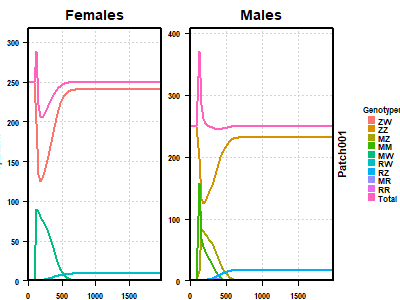 Females
Males
300
250
200
150
100
50
0
0
500
1000
1500
400
300
200
100
0
0
500
1000
1500
Patch001
Genotypes
ZW
ZZ
MZ
MM
MW
RW
RZ
MR
RR
Total